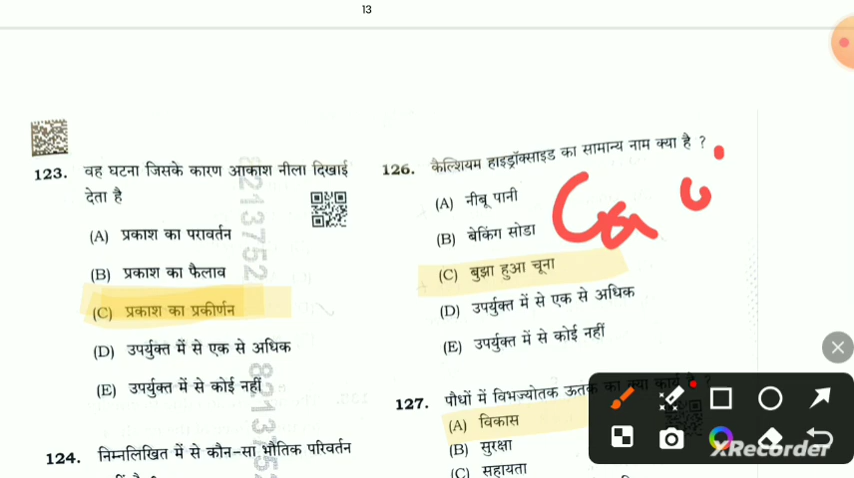 13
123. वह घटना जिसके कारण आकाश नीला दिखाई
देता है
(A) प्रकाश का परावर्तन
(B) प्रकाश का फैलाव
(C) प्रकाश का प्रकीर्णन
(D) उपर्युक्त में से एक से अधिक
(E) उपर्युक्त में से कोई नहीं
124. निम्नलिखित में से कौन-सा भौतिक परिवर्तन
8213752
8213752
126. कैल्शियम हाइड्रॉक्साइड का सामान्य नाम क्या है ?
(A) नीबू पानी
(B) बेकिंग सोडा
(C) बुझा हुआ चूना
(D) उपर्युक्त में से एक से अधिक
(E) उपर्युक्त में से कोई नहीं
Ca
127. पौधों में विभज्योतक ऊतक का क्या कार्य है ?
(A) विकास
(B) सुरक्षा
(C) सहायता
XRecorder